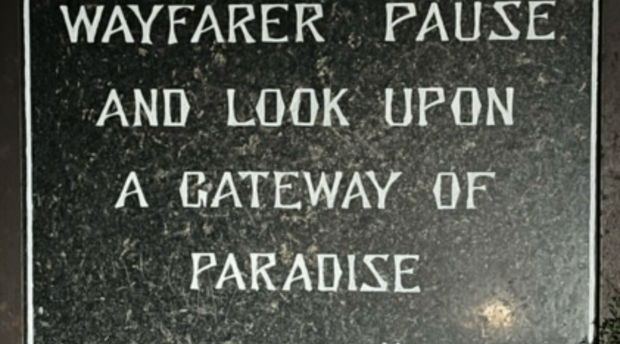 WAYFARER PAUSE
AND LOOK UPON
A GATEWAY OF
PARADISE